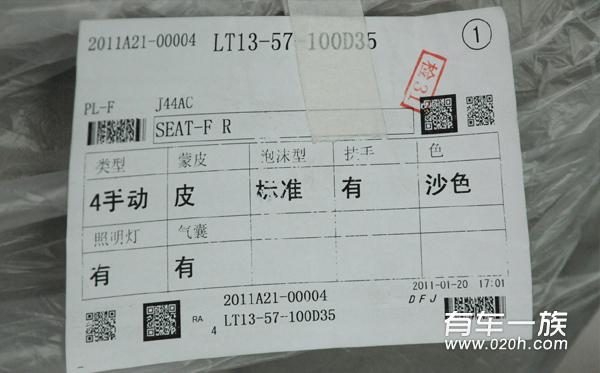 2011A21-00004 LT13-57-100D35 ①
检31
PL-F J44AC
SEAT-F R
类型 蒙皮 泡沫型 扶手 色
4手动 皮 标准 有 沙色
照明灯 气囊
有 有
2011A21-00004 2011-01-20 17:01
RA 4 LT13-57-100D35 DFJ
有车一族
www.020h.com